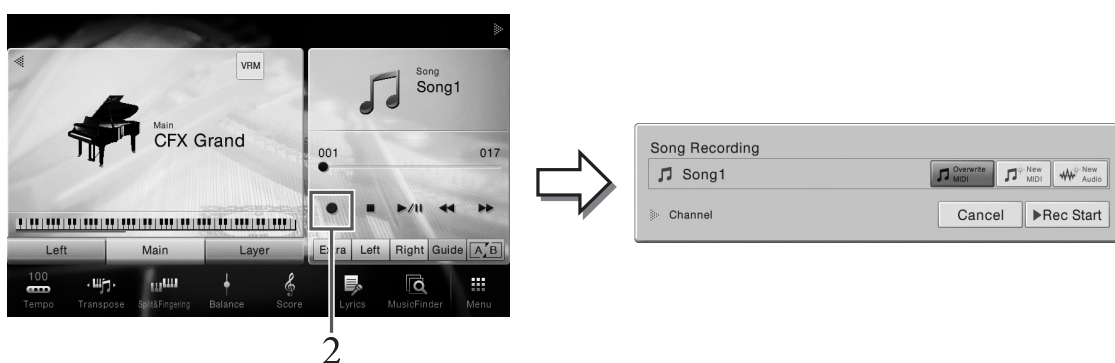 VRM
Main
CFX Grand
Song
Song1
001 017
Left Main Layer
Extra Left Right Guide A B
100
Tempo Transpose Split&Fingering Balance Score Lyrics MusicFinder Menu
2
Song Recording
Song1
Overwrite MIDI
New MIDI
New Audio
Channel
Cancel Rec Start